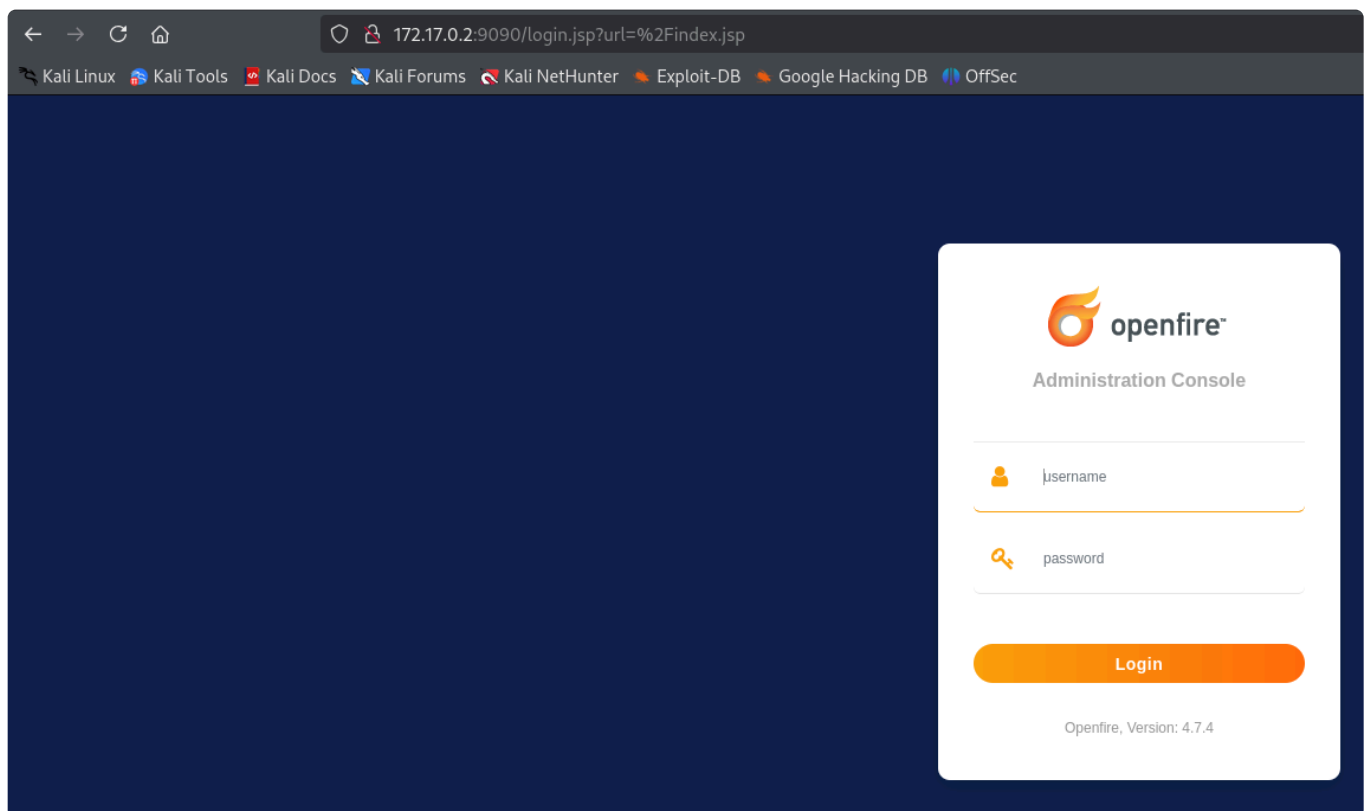 172.17.0.2:9090/login.jsp?url=%2Findex.jsp
Kali Linux Kali Tools Kali Docs Kali Forums Kali NetHunter Exploit-DB Google Hacking DB OffSec
openfire™
Administration Console
username
password
Login
Openfire, Version: 4.7.4